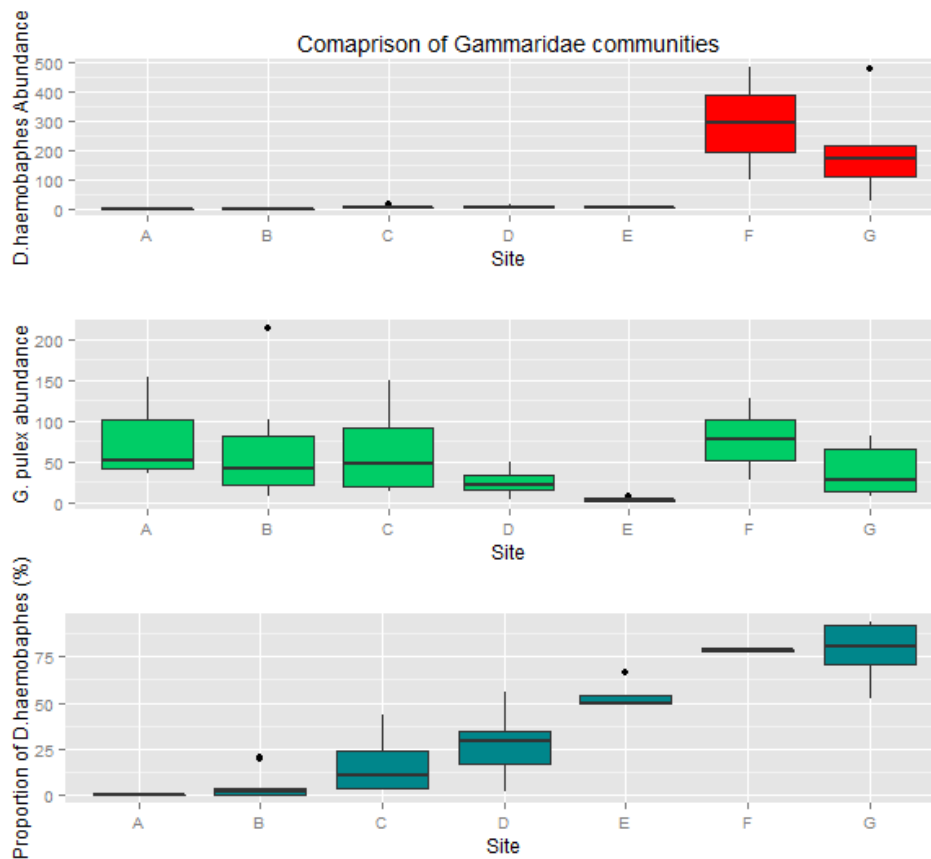 Comaprison of Gammaridae communities
D.haemobaphes Abundance
500
400
300
200
100
0
A B C D E F G
Site
G. pulex abundance
200
150
100
50
0
A B C D E F G
Site
Proportion of D.haemobaphes (%)
75
50
25
0
A B C D E F G
Site